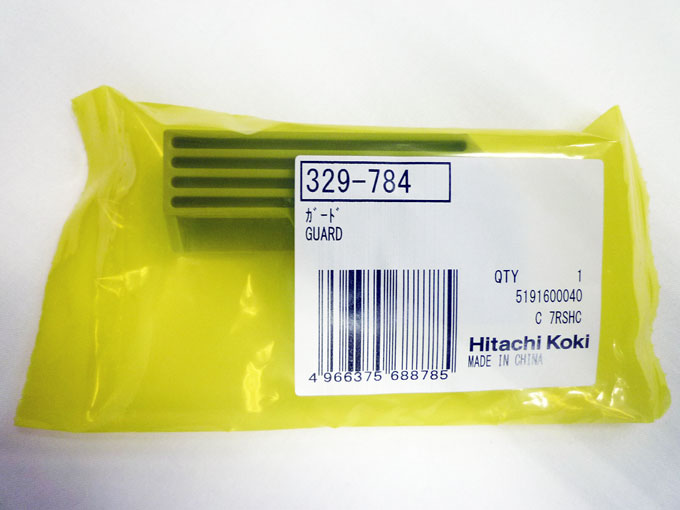 329-784
ｶﾞｰﾄﾞ
GUARD
QTY 1
5191600040
C 7RSHC
Hitachi Koki
MADE IN CHINA
4 966375 688785